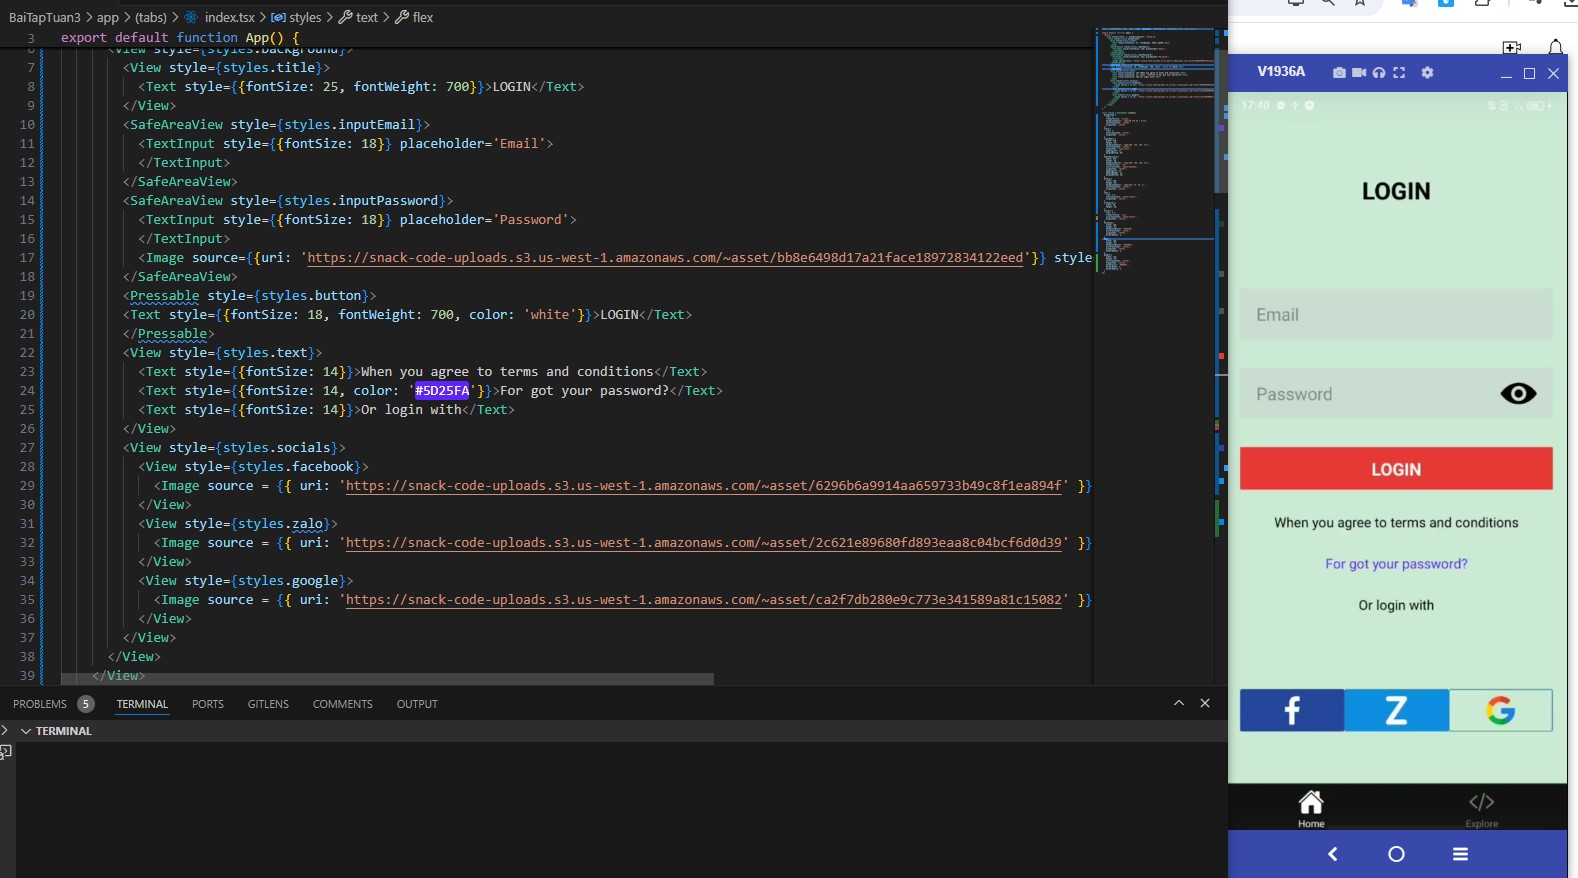 BaiTapTuan3 > app > (tabs) > index.tsx > styles > text > flex
3 export default function App() {
6 <View style={styles.background}>
7 <View style={styles.title}>
8 <Text style={{fontSize: 25, fontWeight: 700}}>LOGIN</Text>
9 </View>
10 <SafeAreaView style={styles.inputEmail}>
11 <TextInput style={{fontSize: 18}} placeholder='Email'>
12 </TextInput>
13 </SafeAreaView>
14 <SafeAreaView style={styles.inputPassword}>
15 <TextInput style={{fontSize: 18}} placeholder='Password'>
16 </TextInput>
17 <Image source={{uri: 'https://snack-code-uploads.s3.us-west-1.amazonaws.com/~asset/bb8e6498d17a21face18972834122eed'}} style
18 </SafeAreaView>
19 <Pressable style={styles.button}>
20 <Text style={{fontSize: 18, fontWeight: 700, color: 'white'}}>LOGIN</Text>
21 </Pressable>
22 <View style={styles.text}>
23 <Text style={{fontSize: 14}}>When you agree to terms and conditions</Text>
24 <Text style={{fontSize: 14, color: '#5D25FA'}}>For got your password?</Text>
25 <Text style={{fontSize: 14}}>Or login with</Text>
26 </View>
27 <View style={styles.socials}>
28 <View style={styles.facebook}>
29 <Image source = {{ uri: 'https://snack-code-uploads.s3.us-west-1.amazonaws.com/~asset/6296b6a9914aa659733b49c8f1ea894f' }}
30 </View>
31 <View style={styles.zalo}>
32 <Image source = {{ uri: 'https://snack-code-uploads.s3.us-west-1.amazonaws.com/~asset/2c621e89680fd893eaa8c04bcf6d0d39' }}
33 </View>
34 <View style={styles.google}>
35 <Image source = {{ uri: 'https://snack-code-uploads.s3.us-west-1.amazonaws.com/~asset/ca2f7db280e9c773e341589a81c15082' }}
36 </View>
37 </View>
38 </View>
39 </View>
PROBLEMS 5 TERMINAL PORTS GITLENS COMMENTS OUTPUT
TERMINAL
V1936A
17:40
LOGIN
Email
Password
LOGIN
When you agree to terms and conditions
For got your password?
Or login with
f Z G
Home Explore